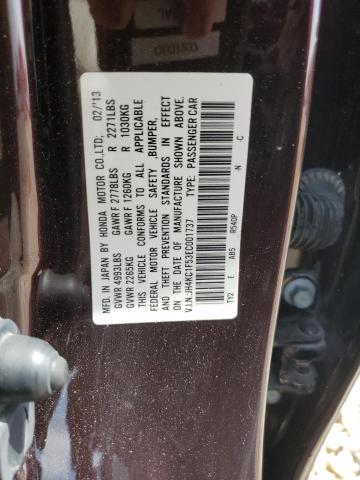 MFD. IN JAPAN BY HONDA MOTOR CO.,LTD; 02/'13
GVWR 4993LBS GAWR F 2778LBS R 2271LBS
GVWR 2265KG GAWR F 1260KG R 1030KG
THIS VEHICLE CONFORMS TO ALL APPLICABLE
FEDERAL MOTOR VEHICLE SAFETY ,BUMPER,
AND THEFT PREVENTION STANDARDS IN EFFECT
ON THE DATE OF MANUFACTURE SHOWN ABOVE.
V.I.N. :JH4KC1F53EC001737 TYPE: PASSENGER CAR
TY2 E AB5 R540P N -C